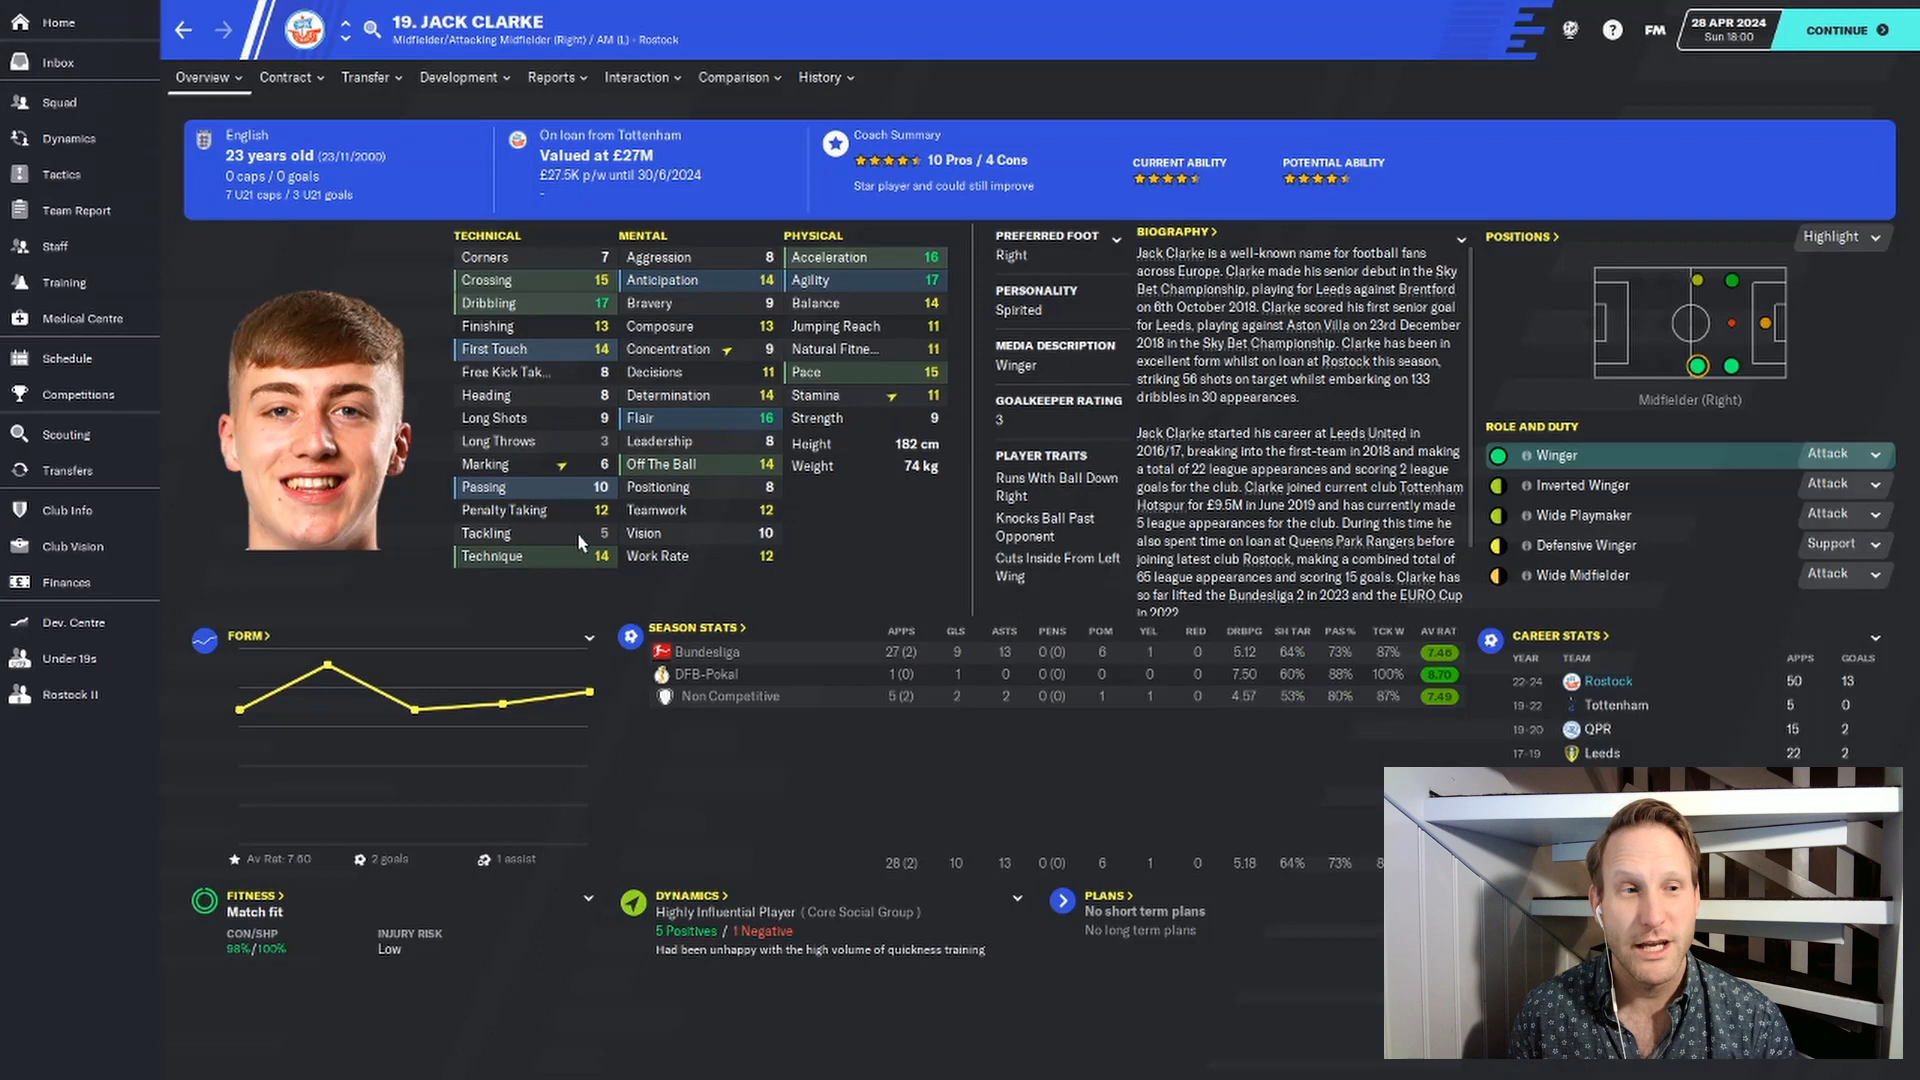 Home
Inbox
Squad
Dynamics
Tactics
Team Report
Staff
Training
Medical Centre
Schedule
Competitions
Scouting
Transfers
Club Info
Club Vision
Finances
Dev. Centre
Under 19s
Rostock II
19. JACK CLARKE
Midfielder/Attacking Midfielder (Right) / AM (L) - Rostock
FM
28 APR 2024
Sun 18:00
CONTINUE
Overview Contract Transfer Development Reports Interaction Comparison History
English
23 years old (23/11/2000)
0 caps / 0 goals
7 U21 caps / 3 U21 goals
On loan from Tottenham
Valued at £27M
£27.5K p/w until 30/6/2024
-
Coach Summary
10 Pros / 4 Cons
Star player and could still improve
CURRENT ABILITY
POTENTIAL ABILITY
TECHNICAL
Corners 7
Crossing 15
Dribbling 17
Finishing 13
First Touch 14
Free Kick Tak... 8
Heading 8
Long Shots 9
Long Throws 3
Marking 6
Passing 10
Penalty Taking 12
Tackling 5
Technique 14
MENTAL
Aggression 8
Anticipation 14
Bravery 9
Composure 13
Concentration 9
Decisions 11
Determination 14
Flair 16
Leadership 8
Off The Ball 14
Positioning 8
Teamwork 12
Vision 10
Work Rate 12
PHYSICAL
Acceleration 16
Agility 17
Balance 14
Jumping Reach 11
Natural Fitne... 11
Pace 15
Stamina 11
Strength 9
Height 182 cm
Weight 74 kg
PREFERRED FOOT
Right
PERSONALITY
Spirited
MEDIA DESCRIPTION
Winger
GOALKEEPER RATING
3
PLAYER TRAITS
Runs With Ball Down
Right
Knocks Ball Past
Opponent
Cuts Inside From Left
Wing
BIOGRAPHY >
Jack Clarke is a well-known name for football fans
across Europe. Clarke made his senior debut in the Sky
Bet Championship, playing for Leeds against Brentford
on 6th October 2018. Clarke scored his first senior goal
for Leeds, playing against Aston Villa on 23rd December
2018 in the Sky Bet Championship. Clarke has been in
excellent form whilst on loan at Rostock this season,
striking 56 shots on target whilst embarking on 133
dribbles in 30 appearances.
Jack Clarke started his career at Leeds United in
2016/17, breaking into the first-team in 2018 and making
a total of 22 league appearances and scoring 2 league
goals for the club. Clarke joined current club Tottenham
Hotspur for £9.5M in June 2019 and has currently made
5 league appearances for the club. During this time he
also spent time on loan at Queens Park Rangers before
joining latest club Rostock, making a combined total of
65 league appearances and scoring 15 goals. Clarke has
so far lifted the Bundesliga 2 in 2023 and the EURO Cup
in 2022
POSITIONS >
Highlight
Midfielder (Right)
ROLE AND DUTY
Winger Attack
Inverted Winger Attack
Wide Playmaker Attack
Defensive Winger Support
Wide Midfielder Attack
FORM >
Av Rat: 7.60 2 goals 1 assist
SEASON STATS > APPS GLS ASTS PENS POM YEL RED DRBPG SH TAR PAS % TCK W AV RAT
Bundesliga 27 (2) 9 13 0 (0) 6 1 0 5.12 64% 73% 87% 7.46
DFB-Pokal 1 (0) 1 0 0 (0) 0 0 0 7.50 60% 88% 100% 8.70
Non Competitive 5 (2) 2 2 0 (0) 1 1 0 4.57 53% 80% 87% 7.49
28 (2) 10 13 0 (0) 6 1 0 5.18 64% 73% 8
CAREER STATS >
YEAR TEAM APPS GOALS
22-24 Rostock 50 13
19-22 Tottenham 5 0
19-20 QPR 15 2
17-19 Leeds 22 2
FITNESS >
Match fit
CON/SHP
98%/100%
INJURY RISK
Low
DYNAMICS >
Highly Influential Player ( Core Social Group )
5 Positives / 1 Negative
Had been unhappy with the high volume of quickness training
PLANS >
No short term plans
No long term plans